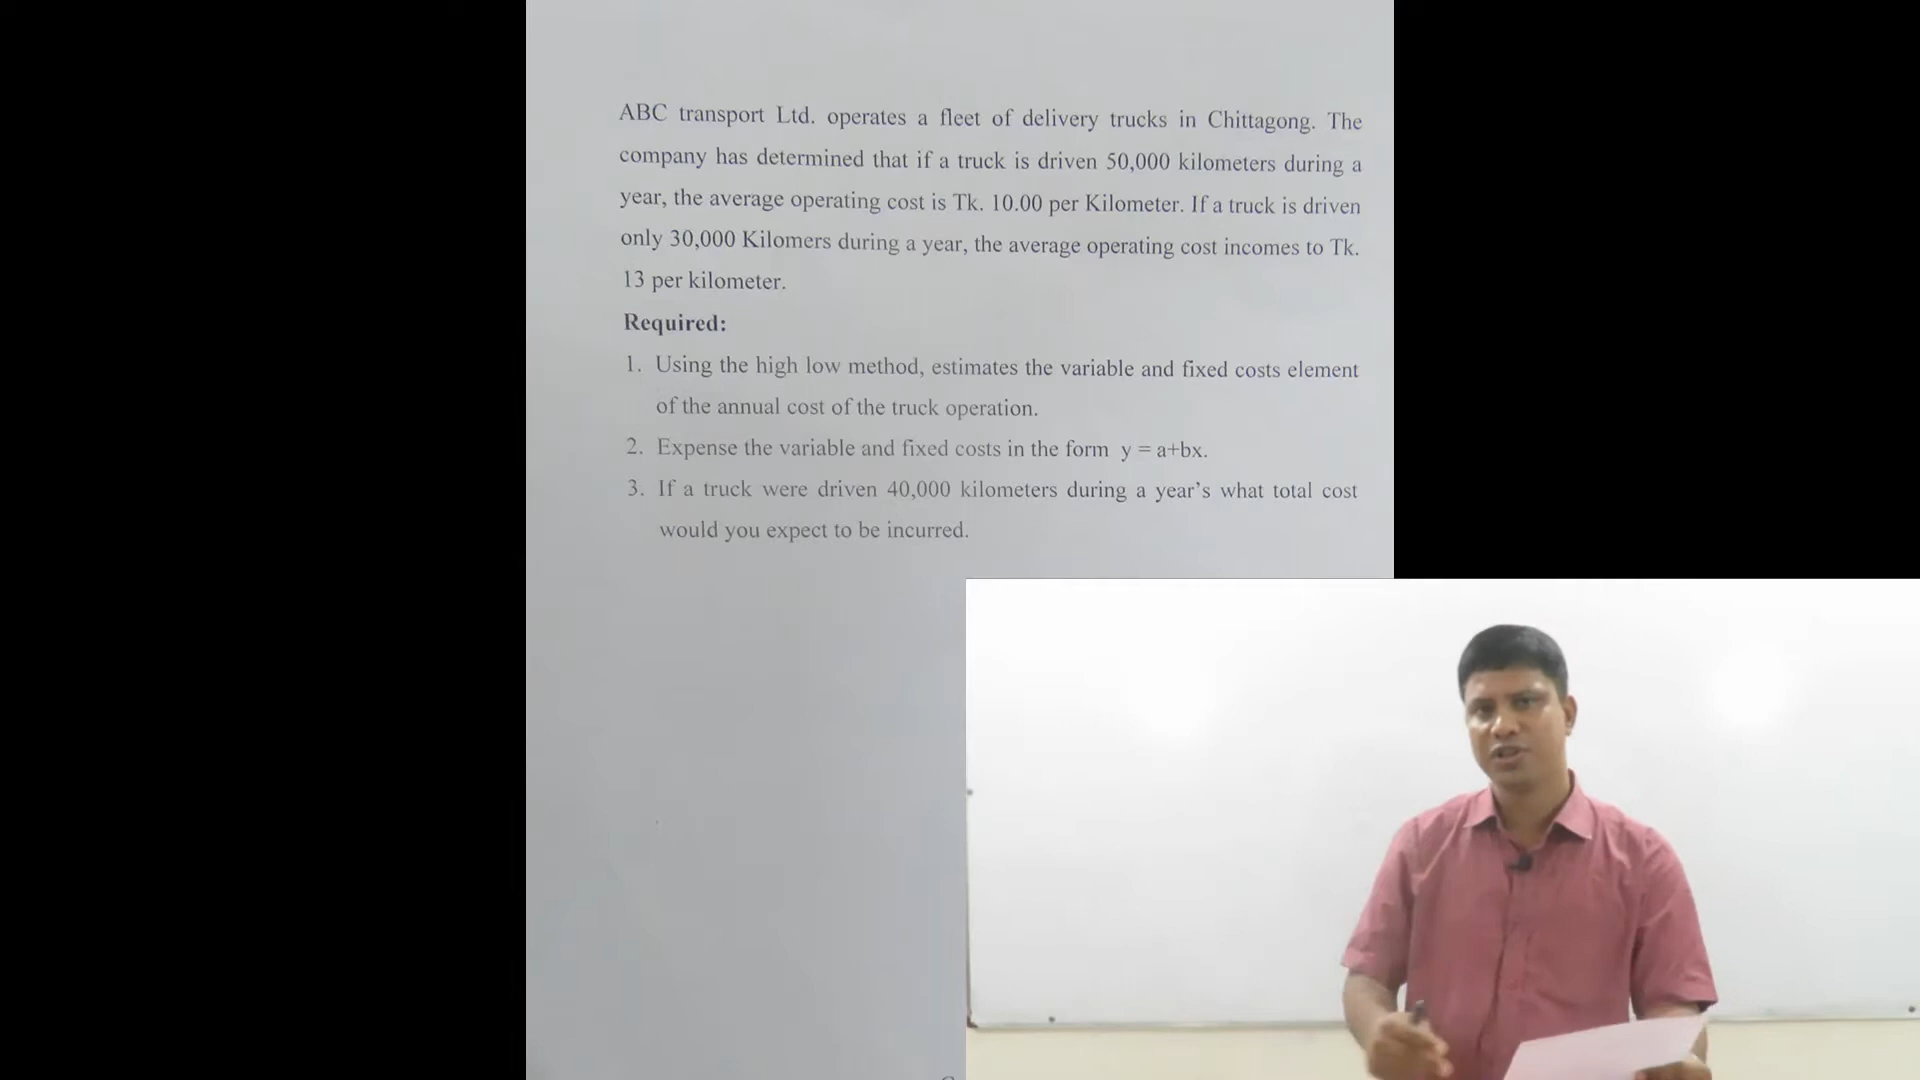 ABC transport Ltd. operates a fleet of delivery trucks in Chittagong. The
company has determined that if a truck is driven 50,000 kilometers during a
year, the average operating cost is Tk. 10.00 per Kilometer. If a truck is driven
only 30,000 Kilomers during a year, the average operating cost incomes to Tk.
13 per kilometer.
Required:
1. Using the high low method, estimates the variable and fixed costs element
of the annual cost of the truck operation.
2. Expense the variable and fixed costs in the form y = a+bx.
3. If a truck were driven 40,000 kilometers during a year's what total cost
would you expect to be incurred.